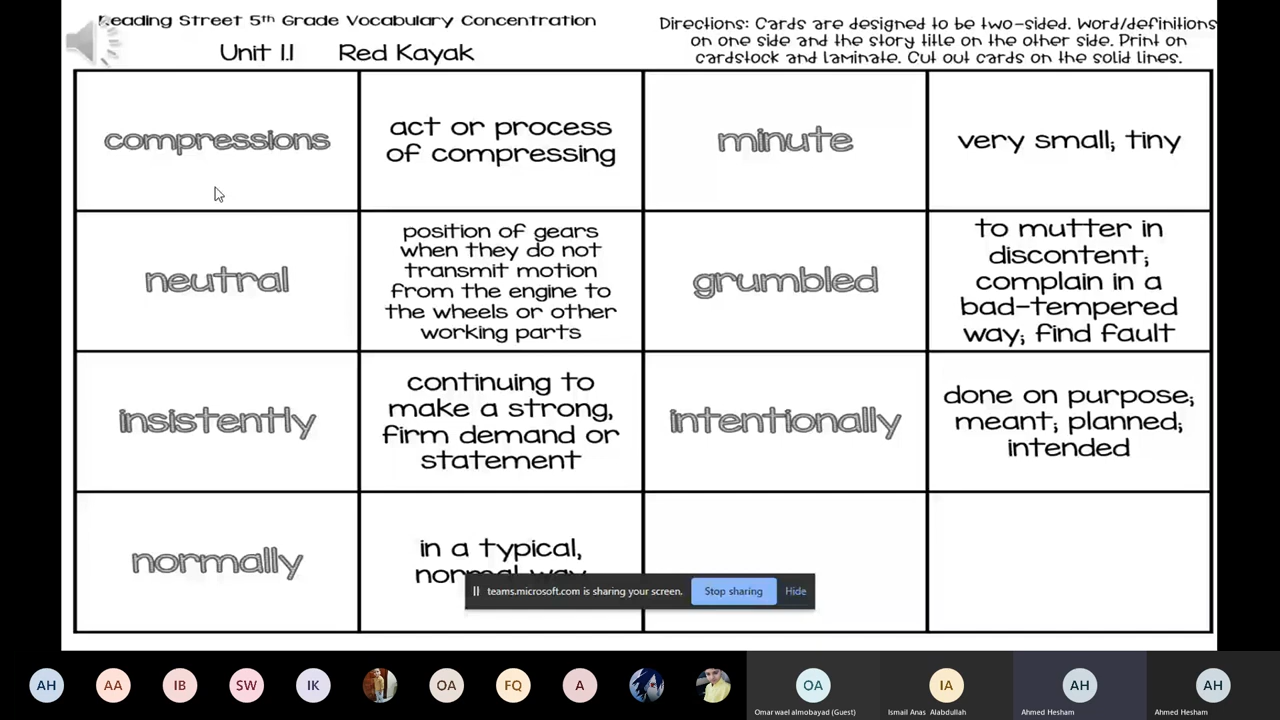 Reading Street 5th Grade Vocabulary Concentration
Unit 1.1 Red Kayak
Directions: Cards are designed to be two-sided. Word/definitions
on one side and the story title on the other side. Print on
cardstock and laminate. Cut out cards on the solid lines.
compressions
act or process
of compressing
minute
very small; tiny
neutral
position of gears
when they do not
transmit motion
from the engine to
the wheels or other
working parts
grumbled
to mutter in
discontent;
complain in a
bad-tempered
way; find fault
insistently
continuing to
make a strong,
firm demand or
statement
intentionally
done on purpose;
meant; planned;
intended
normally
in a typical,
normal way
teams.microsoft.com is sharing your screen.
Stop sharing
Hide
AH
AA
IB
SW
IK
OA
FQ
A
OA
Omar wael almobayad (Guest)
IA
Ismail Anas Alabdullah
AH
Ahmed Hesham
AH
Ahmed Hesham